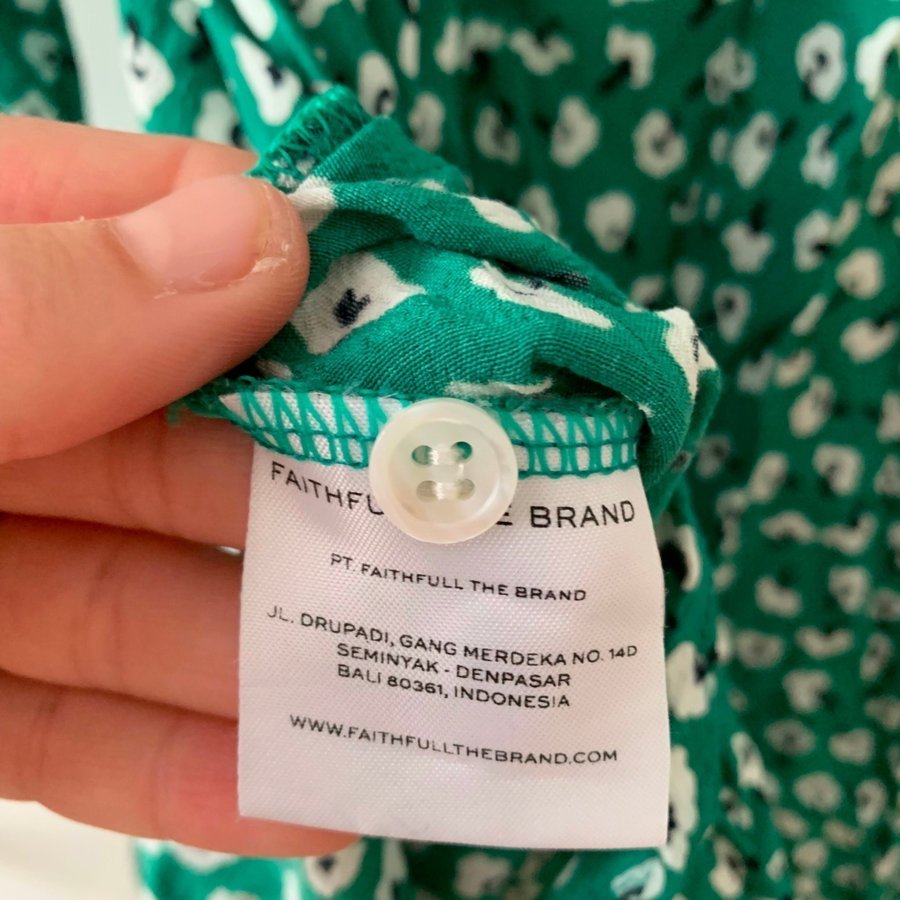 FAITHFU E BRAND
PT. FAITHFULL THE BRAND
JL. DRUPADI, GANG MERDEKA NO. 14D
SEMINYAK - DENPASAR
BALI 80361, INDONESIA
WWW.FAITHFULLTHEBRAND.COM